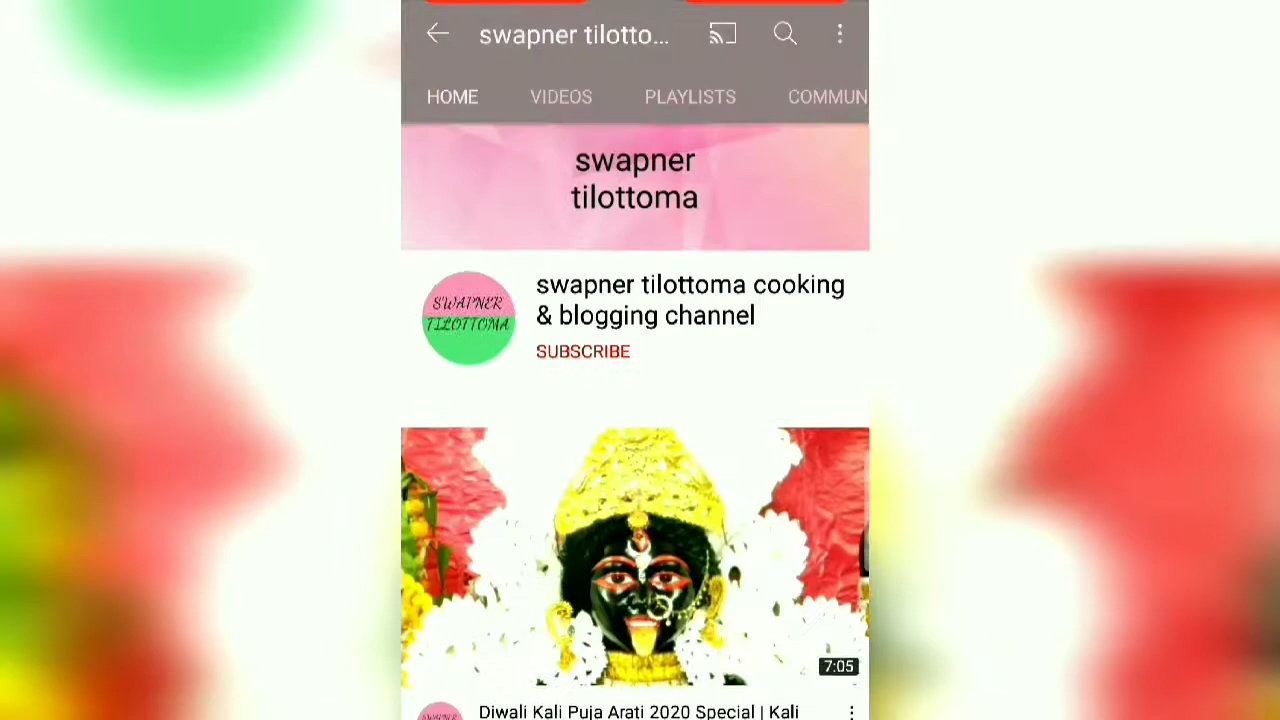 swapner tilotto...
HOME VIDEOS PLAYLISTS COMMUN
swapner
tilottoma
SWAPNER
TILOTTOMA
swapner tilottoma cooking
& blogging channel
SUBSCRIBE
7:05
SWAPNER
Diwali Kali Puja Arati 2020 Special | Kali